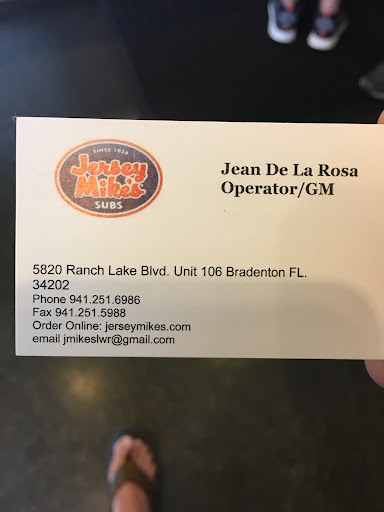 SINCE 1956
Jersey
Mike's
SUBS
Jean De La Rosa
Operator/GM
5820 Ranch Lake Blvd. Unit 106 Bradenton FL.
34202
Phone 941.251.6986
Fax 941.251.5988
Order Online: jerseymikes.com
email jmikeslwr@gmail.com